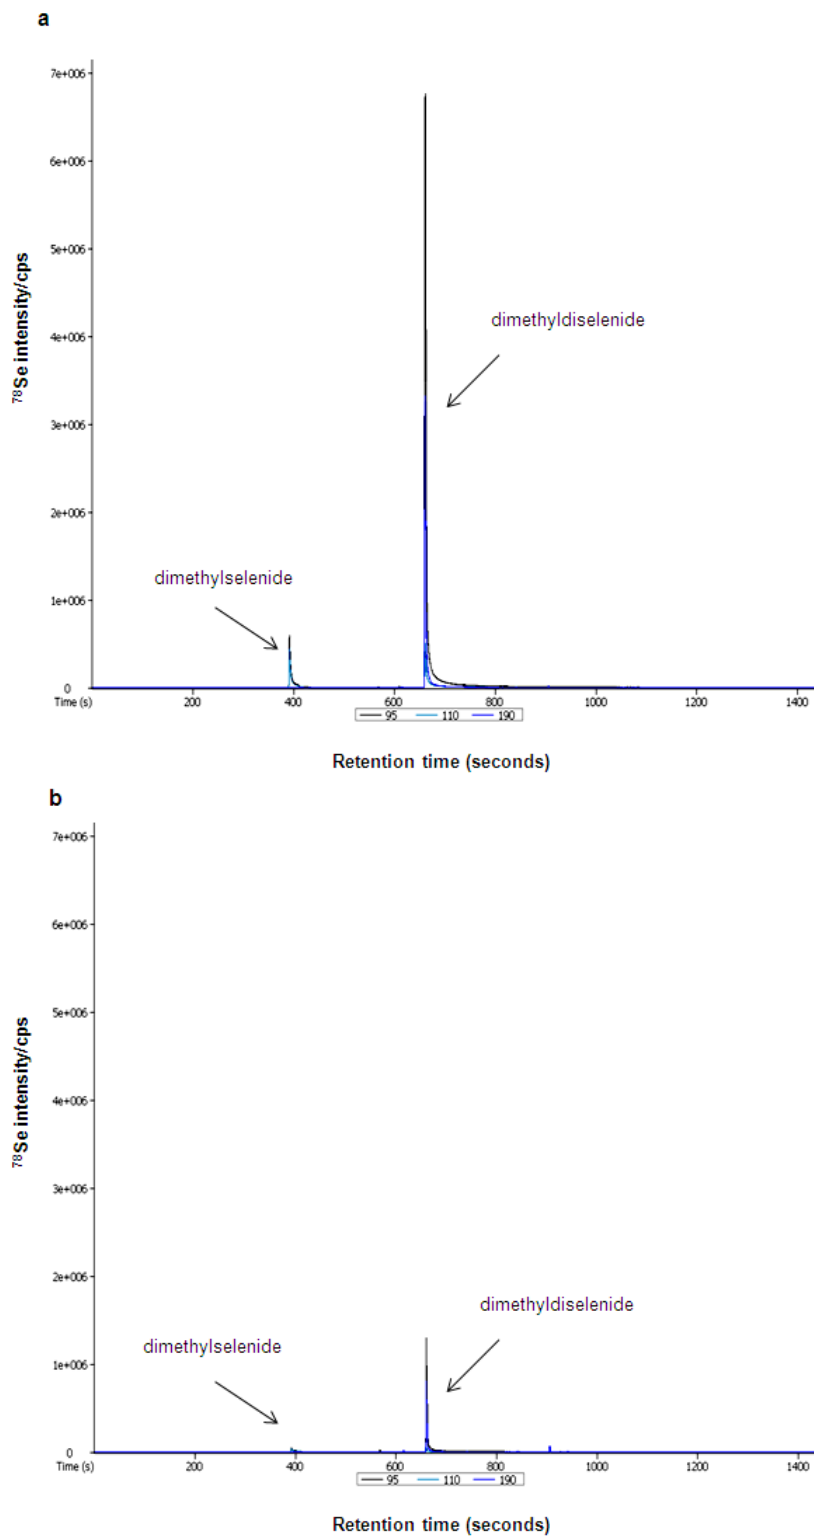 a
7e+006
6e+006
5e+006
4e+006
3e+006
2e+006
1e+006
0
⁷⁸Se intensity/cps
dimethyldiselenide
dimethylselenide
Time (s) 200 400 600 800 1000 1200 1400
95 110 190
Retention time (seconds)
b
7e+006
6e+006
5e+006
4e+006
3e+006
2e+006
1e+006
0
⁷⁸Se intensity/cps
dimethyldiselenide
dimethylselenide
Time (s) 200 400 600 800 1000 1200 1400
95 110 190
Retention time (seconds)